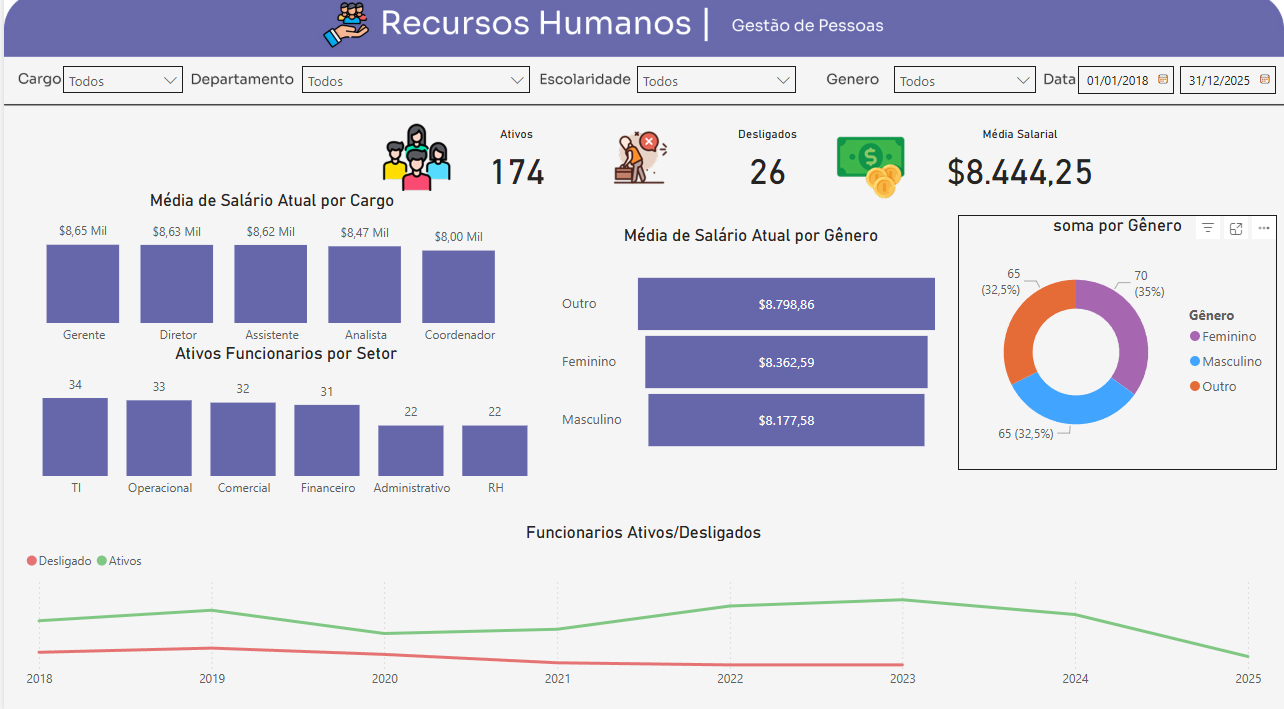 Recursos Humanos | Gestão de Pessoas
Cargo Todos Departamento Todos Escolaridade Todos Genero Todos Data 01/01/2018 31/12/2025
Ativos
174
Desligados
26
Média Salarial
$8.444,25
Média de Salário Atual por Cargo
$8,65 Mil $8,63 Mil $8,62 Mil $8,47 Mil $8,00 Mil
Gerente Diretor Assistente Analista Coordenador
Ativos Funcionarios por Setor
34 33 32 31 22 22
TI Operacional Comercial Financeiro Administrativo RH
Média de Salário Atual por Gênero
Outro $8.798,86
Feminino $8.362,59
Masculino $8.177,58
soma por Gênero
65
(32,5%)
70
(35%)
65 (32,5%)
Gênero
Feminino
Masculino
Outro
Funcionarios Ativos/Desligados
Desligado Ativos
2018 2019 2020 2021 2022 2023 2024 2025